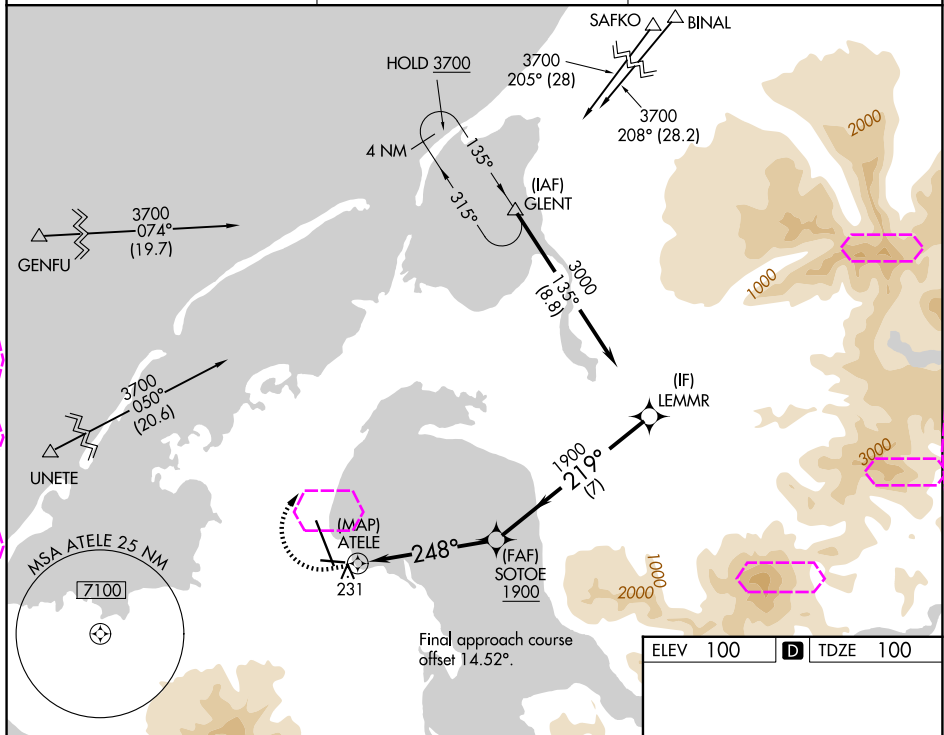 SAFKO
BINAL
HOLD 3700
3700
205° (28)
3700
208° (28.2)
2000
4 NM
135°
315°
(IAF)
GLENT
3700
074°
(19.7)
GENFU
3000
135°
(8.8)
1000
3700
050°
(20.6)
UNETE
(IF)
LEMMR
1900
219°
(7)
3000
(MAP)
ATELE
248°
(FAF)
SOTOE
1900
231
MSA ATELE 25 NM
7100
1000
2000
Final approach course
offset 14.52°.
ELEV 100 D TDZE 100